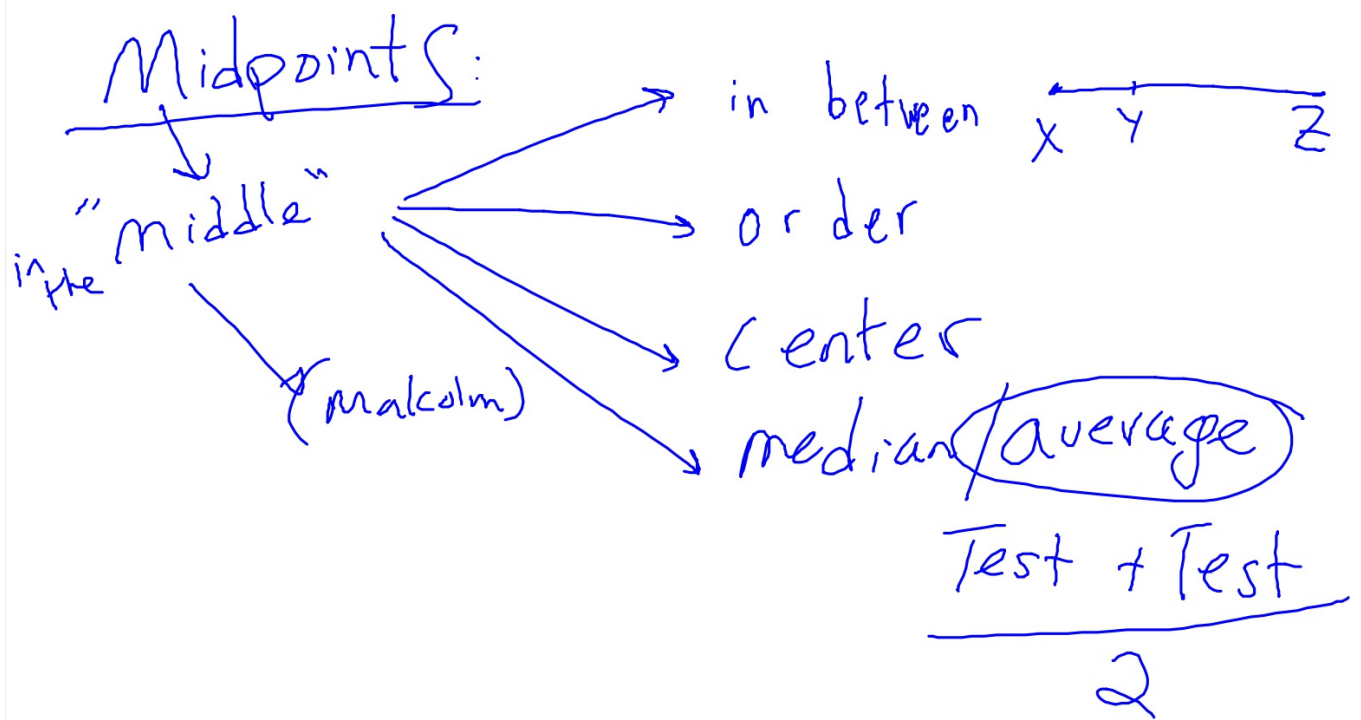 Midpoints:
in between
X Y Z
"middle"
in the
order
(Malcolm)
center
median/average
Test + Test
2